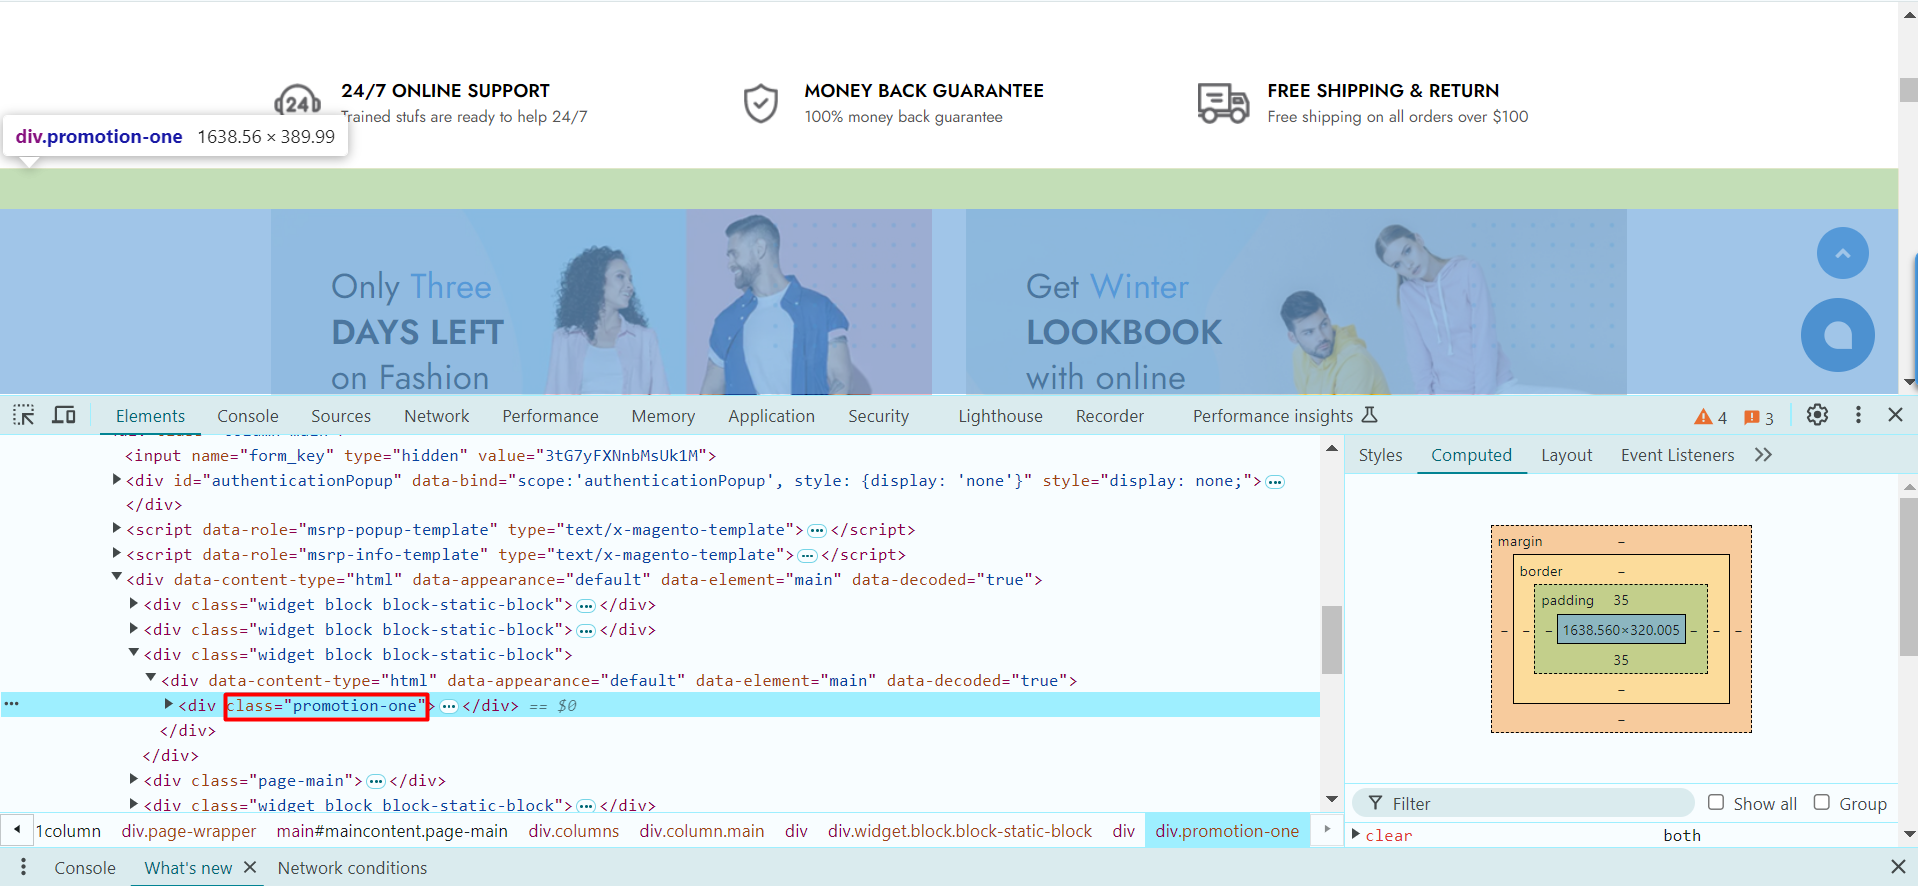 24/7 ONLINE SUPPORT
Trained stufs are ready to help 24/7
MONEY BACK GUARANTEE
100% money back guarantee
FREE SHIPPING & RETURN
Free shipping on all orders over $100
24
div.promotion-one 1638.56 × 389.99
Only Three
DAYS LEFT
on Fashion
Get Winter
LOOKBOOK
with online
Elements Console Sources Network Performance Memory Application Security Lighthouse Recorder Performance insights 4 3
<input name="form_key" type="hidden" value="3tG7yFXNnbMsUk1M">
<div id="authenticationPopup" data-bind="scope:'authenticationPopup', style: {display: 'none'}" style="display: none;">…
</div>
<script data-role="msrp-popup-template" type="text/x-magento-template">…</script>
<script data-role="msrp-info-template" type="text/x-magento-template">…</script>
<div data-content-type="html" data-appearance="default" data-element="main" data-decoded="true">
<div class="widget block block-static-block">…</div>
<div class="widget block block-static-block">…</div>
<div class="widget block block-static-block">
<div data-content-type="html" data-appearance="default" data-element="main" data-decoded="true">
… <div class="promotion-one">…</div> == $0
</div>
</div>
<div class="page-main">…</div>
<div class="widget block block-static-block">…</div>
1column div.page-wrapper main#maincontent.page-main div.columns div.column.main div div.widget.block.block-static-block div div.promotion-one
Styles Computed Layout Event Listeners
margin –
border –
padding 35
– – – 1638.560×320.005 – – –
35
–
–
Filter Show all Group
clear both
Console What's new Network conditions